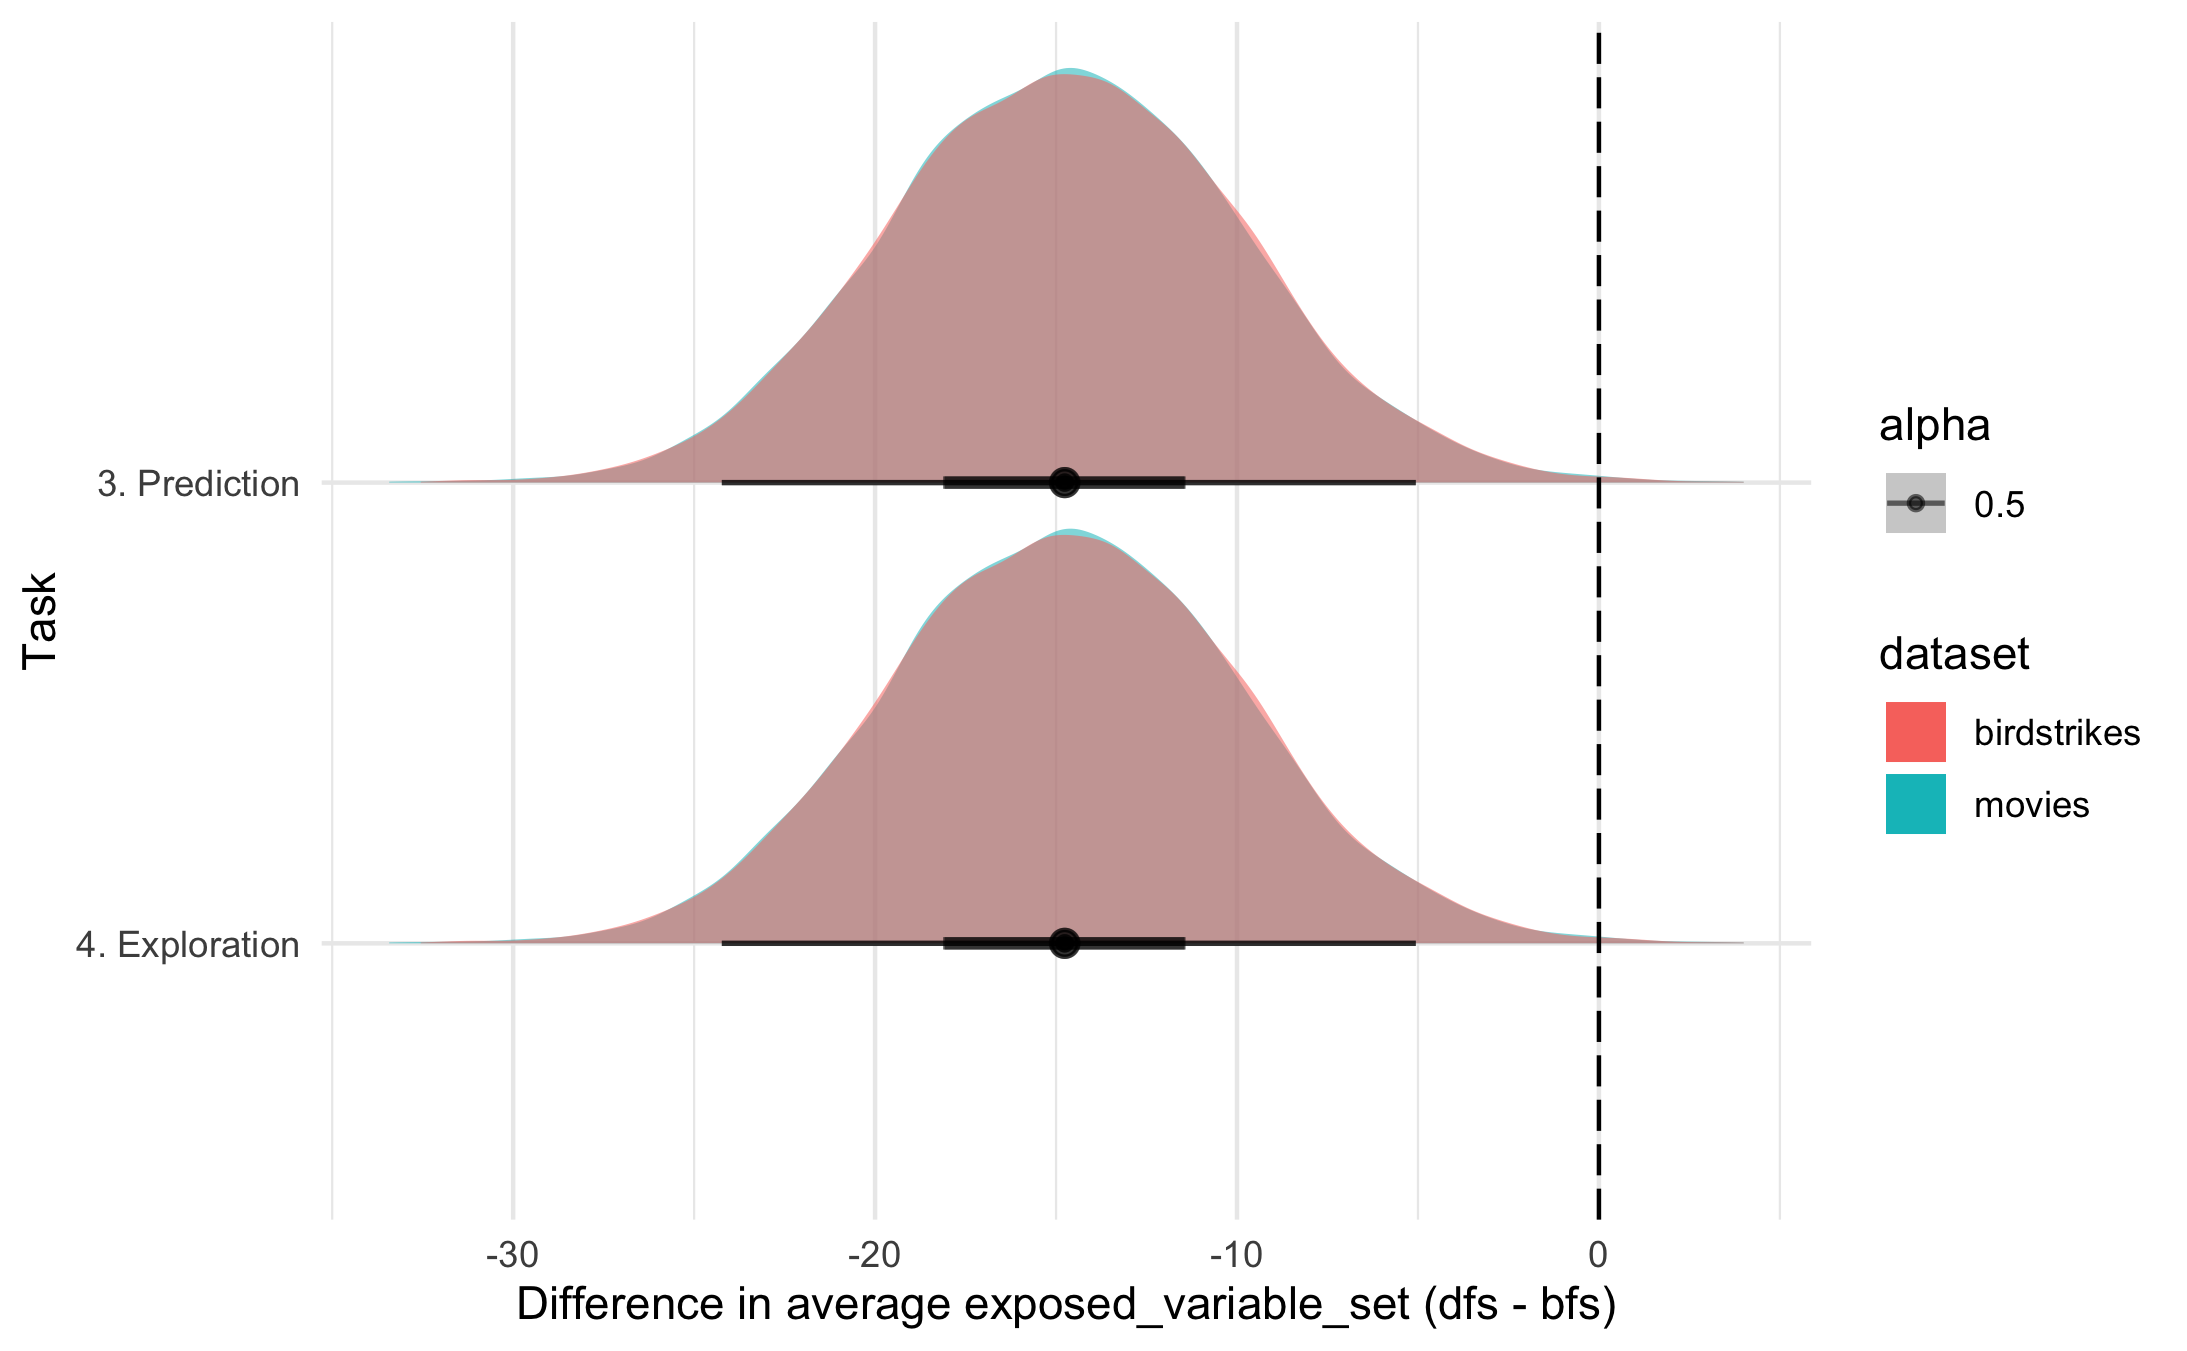 Task
3. Prediction
4. Exploration
-30
-20
-10
0
Difference in average exposed_variable_set (dfs - bfs)
alpha
0.5
dataset
birdstrikes
movies